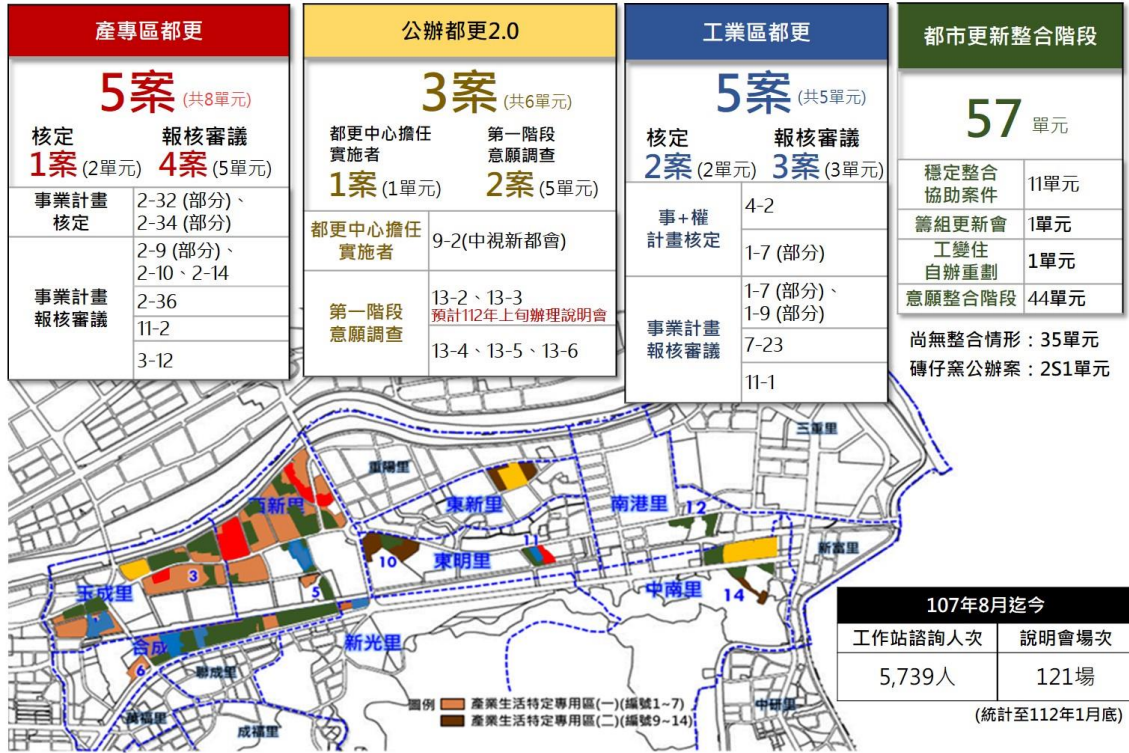 產專區都更
5案 (共8單元)
核定 報核審議
1案 (2單元) 4案 (5單元)
事業計畫
核定
2-32 (部分)、
2-34 (部分)
事業計畫
報核審議
2-9 (部分)、
2-10、2-14
2-36
11-2
3-12
公辦都更2.0
3案 (共6單元)
都更中心擔任
實施者
1案 (1單元)
第一階段
意願調查
2案 (5單元)
都更中心擔任
實施者
9-2(中視新都會)
第一階段
意願調查
13-2、13-3
預計112年上旬辦理說明會
13-4、13-5、13-6
工業區都更
5案 (共5單元)
核定 報核審議
2案 (2單元) 3案 (3單元)
事+權
計畫核定
4-2
1-7 (部分)
事業計畫
報核審議
1-7 (部分)、
1-9 (部分)
7-23
11-1
都市更新整合階段
57 單元
穩定整合
協助案件
11單元
籌組更新會 1單元
工變住
自辦重劃
1單元
意願整合階段 44單元
尚無整合情形：35單元
磚仔窯公辦案：2S1單元
三重里
重陽里
西新里
東新里
南港里
12
11
新富里
東明里
10
3
5
玉成里
中南里
14
合成
新光里
6
聯成里
萬福里
成福里
中研里
圖例
產業生活特定專用區(一)(編號1~7)
產業生活特定專用區(二)(編號9~14)
107年8月迄今
工作站諮詢人次 說明會場次
5,739人 121場
(統計至112年1月底)